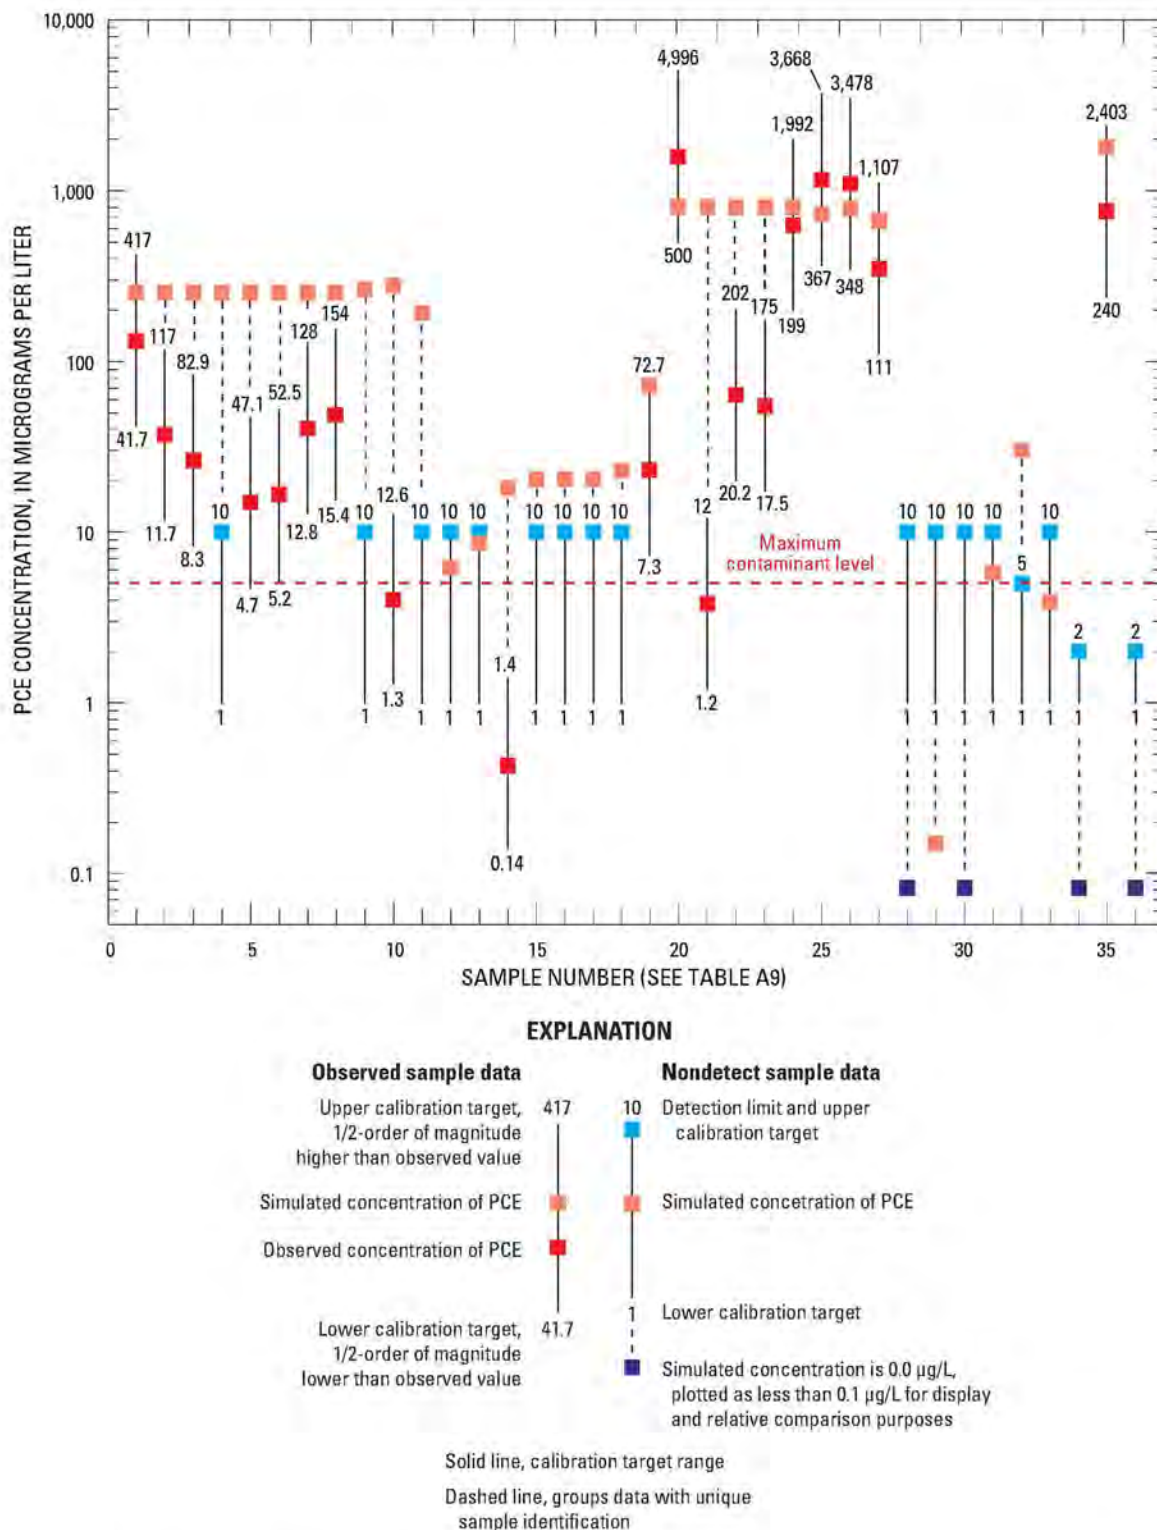 10,000
4,996
3,668
3,478
2,403
1,992
1,107
1,000
417
500
367
348
202
175
199
240
154
117
128
111
100
82.9
72.7
52.5
47.1
41.7
20.2
17.5
15.4
12.6
12
11.7
12.8
10
10 10 10 10 10 10 10 10 10
10 10 10 10 10
8.3
7.3
Maximum
contaminant level
5
4.7
5.2
2
2
1.4
1.3
1.2
1
1 1 1 1 1 1 1 1 1
1 1 1 1 1 1 1 1
0.14
0.1
PCE CONCENTRATION, IN MICROGRAMS PER LITER
0 5 10 15 20 25 30 35
SAMPLE NUMBER (SEE TABLE A9)
EXPLANATION
Observed sample data
Upper calibration target,
1/2-order of magnitude
higher than observed value
417
Simulated concentration of PCE
Observed concentration of PCE
Lower calibration target,
1/2-order of magnitude
lower than observed value
41.7
Nondetect sample data
10
Detection limit and upper
calibration target
Simulated concetration of PCE
1
Lower calibration target
Simulated concentration is 0.0 µg/L,
plotted as less than 0.1 µg/L for display
and relative comparison purposes
Solid line, calibration target range
Dashed line, groups data with unique
sample identification